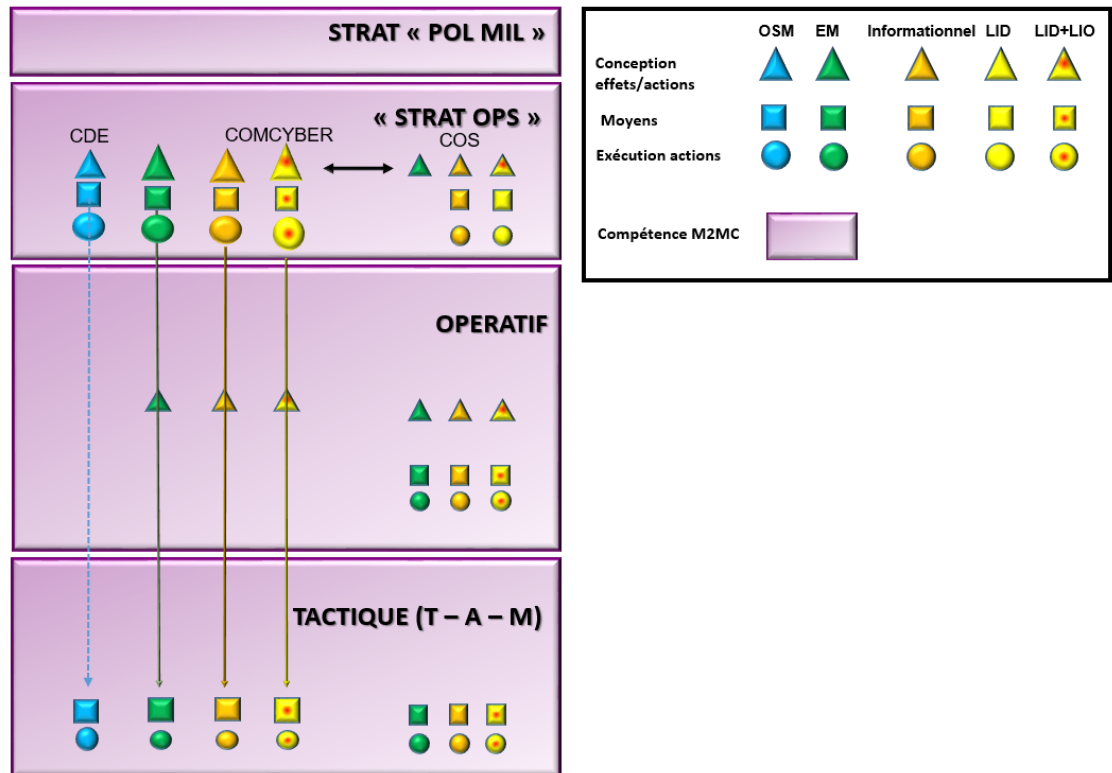 STRAT « POL MIL »
« STRAT OPS »
CDE
COMCYBER
COS
OPERATIF
TACTIQUE (T – A – M)
OSM EM Informationnel LID LID+LIO
Conception
effets/actions
Moyens
Exécution actions
Compétence M2MC